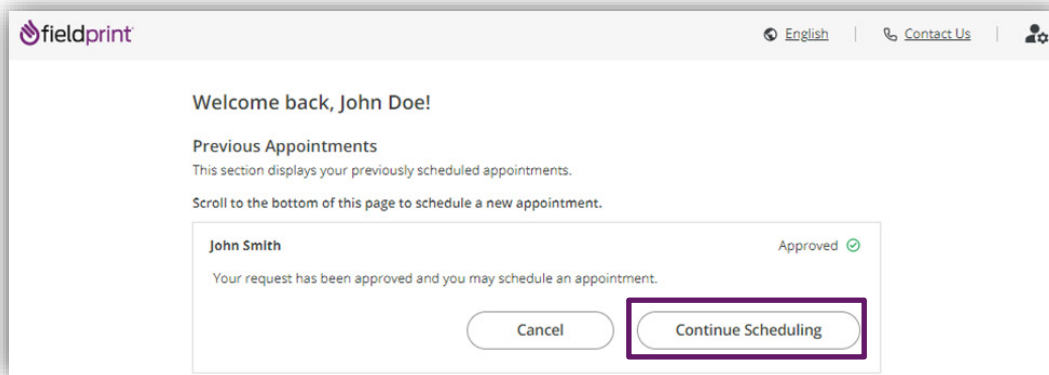 fieldprint
English
Contact Us
Welcome back, John Doe!
Previous Appointments
This section displays your previously scheduled appointments.
Scroll to the bottom of this page to schedule a new appointment.
John Smith
Approved
Your request has been approved and you may schedule an appointment.
Cancel
Continue Scheduling